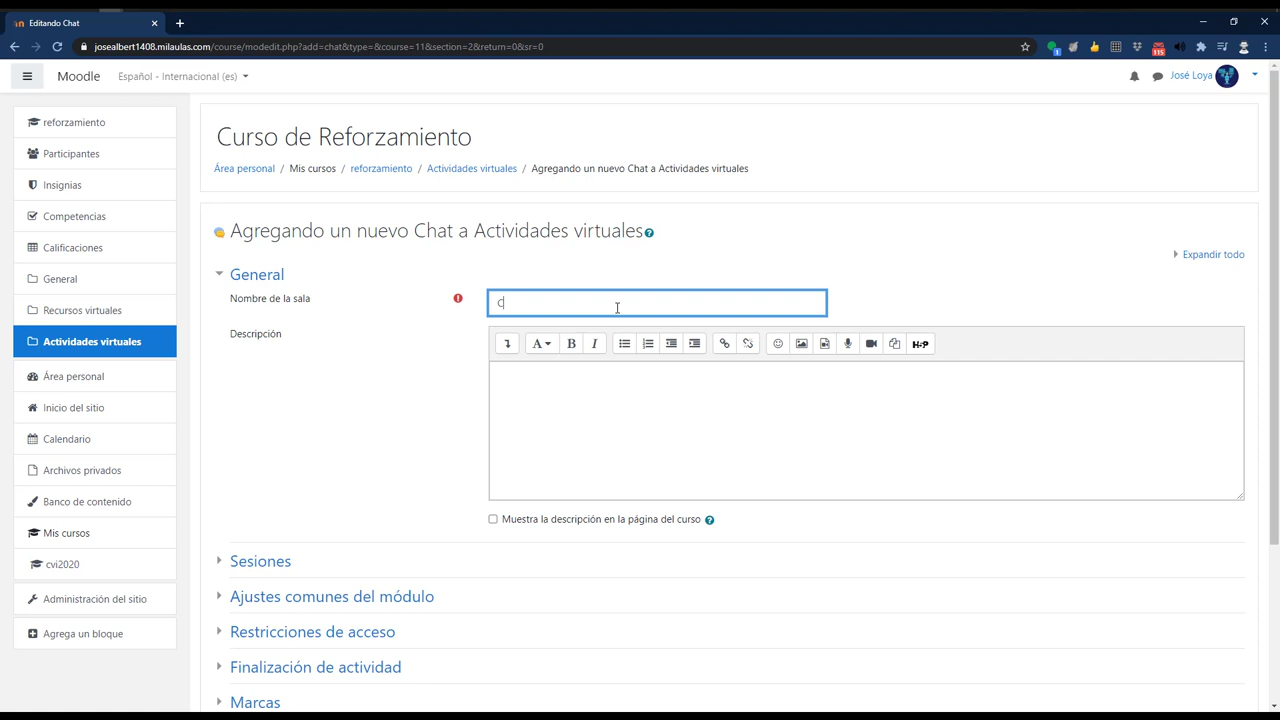 Editando Chat
josealbert1408.milaulas.com/course/modedit.php?add=chat&type=&course=11&section=2&return=0&sr=0
1
115
Moodle
Español - Internacional (es)
José Loya
reforzamiento
Participantes
Insignias
Competencias
Calificaciones
General
Recursos virtuales
Actividades virtuales
Área personal
Inicio del sitio
Calendario
Archivos privados
Banco de contenido
Mis cursos
cvi2020
Administración del sitio
Agrega un bloque
Curso de Reforzamiento
Área personal / Mis cursos / reforzamiento / Actividades virtuales / Agregando un nuevo Chat a Actividades virtuales
Agregando un nuevo Chat a Actividades virtuales
Expandir todo
General
Nombre de la sala
C
Descripción
A B I H-P
Muestra la descripción en la página del curso
Sesiones
Ajustes comunes del módulo
Restricciones de acceso
Finalización de actividad
Marcas